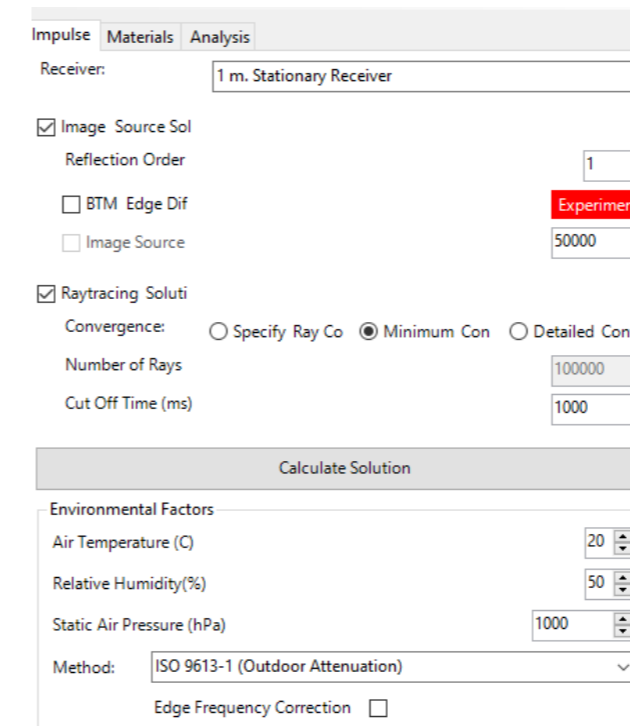 Impulse Materials Analysis
Receiver: 1 m. Stationary Receiver
Image Source Sol
Reflection Order 1
BTM Edge Dif Experimer
Image Source 50000
Raytracing Soluti
Convergence: Specify Ray Co Minimum Con Detailed Con
Number of Rays 100000
Cut Off Time (ms) 1000
Calculate Solution
Environmental Factors
Air Temperature (C) 20
Relative Humidity(%) 50
Static Air Pressure (hPa) 1000
Method: ISO 9613-1 (Outdoor Attenuation)
Edge Frequency Correction